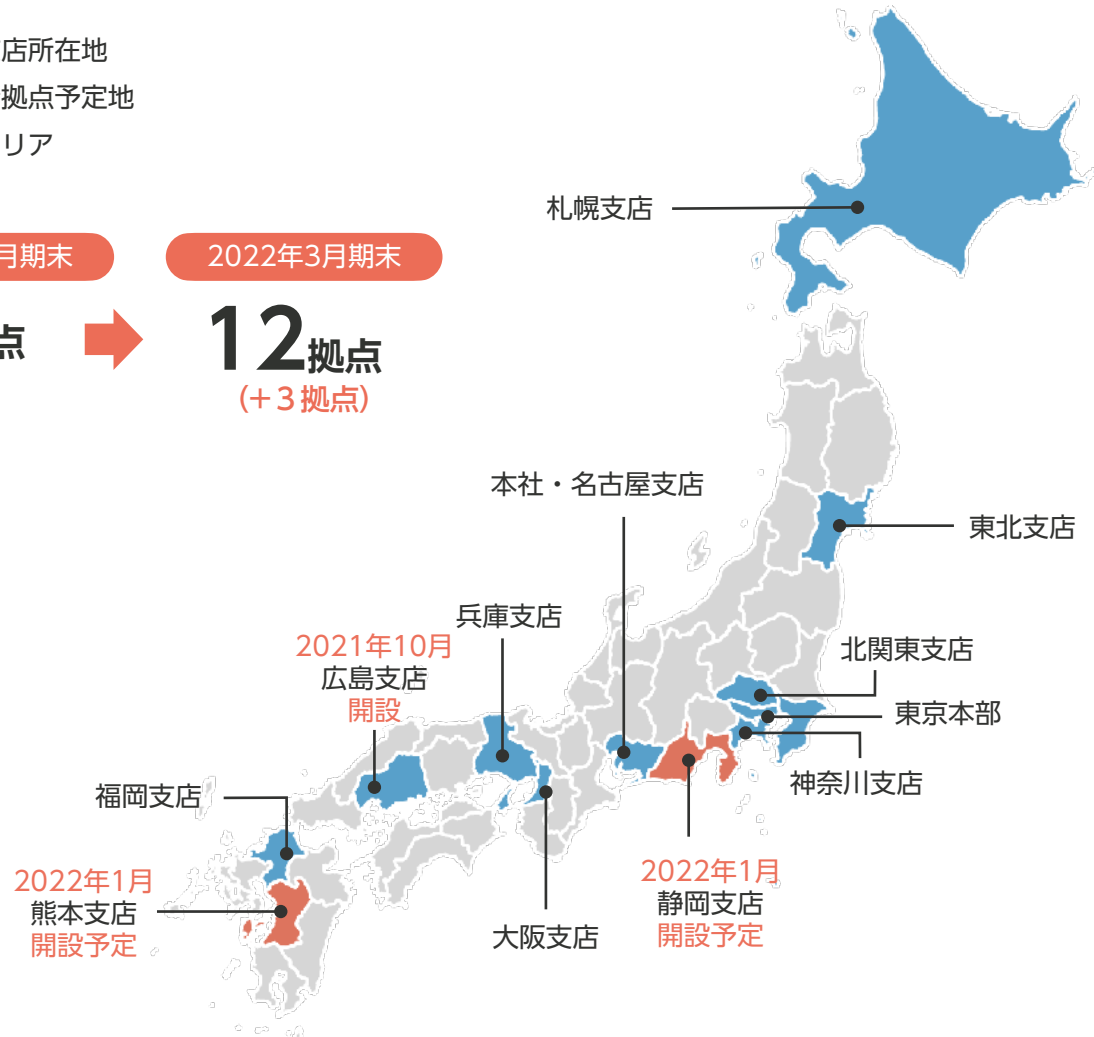 店所在地
拠点予定地
リア
月期末
2022年3月期末
点
12拠点
(+3拠点)
札幌支店
本社・名古屋支店
東北支店
兵庫支店
2021年10月
広島支店
開設
北関東支店
東京本部
神奈川支店
福岡支店
2022年1月
熊本支店
開設予定
2022年1月
静岡支店
開設予定
大阪支店